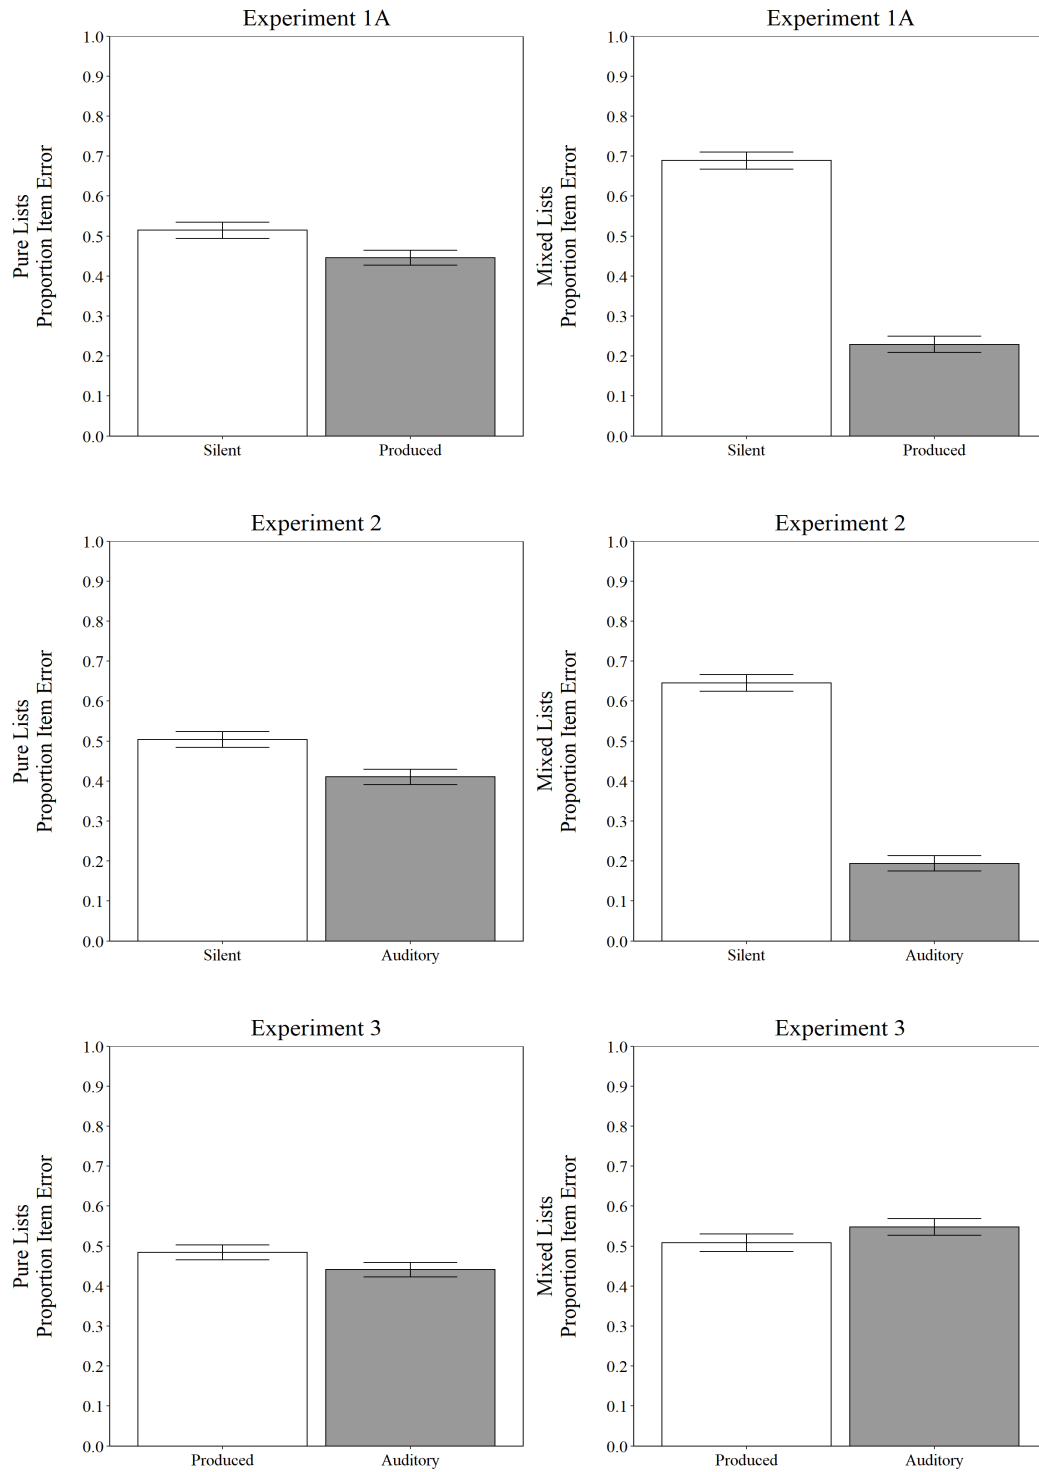 Experiment 1A
Pure Lists
Proportion Item Error
1.0
0.9
0.8
0.7
0.6
0.5
0.4
0.3
0.2
0.1
0.0
Silent Produced
Experiment 1A
Mixed Lists
Proportion Item Error
1.0
0.9
0.8
0.7
0.6
0.5
0.4
0.3
0.2
0.1
0.0
Silent Produced
Experiment 2
Pure Lists
Proportion Item Error
1.0
0.9
0.8
0.7
0.6
0.5
0.4
0.3
0.2
0.1
0.0
Silent Auditory
Experiment 2
Mixed Lists
Proportion Item Error
1.0
0.9
0.8
0.7
0.6
0.5
0.4
0.3
0.2
0.1
0.0
Silent Auditory
Experiment 3
Pure Lists
Proportion Item Error
1.0
0.9
0.8
0.7
0.6
0.5
0.4
0.3
0.2
0.1
0.0
Produced Auditory
Experiment 3
Mixed Lists
Proportion Item Error
1.0
0.9
0.8
0.7
0.6
0.5
0.4
0.3
0.2
0.1
0.0
Produced Auditory